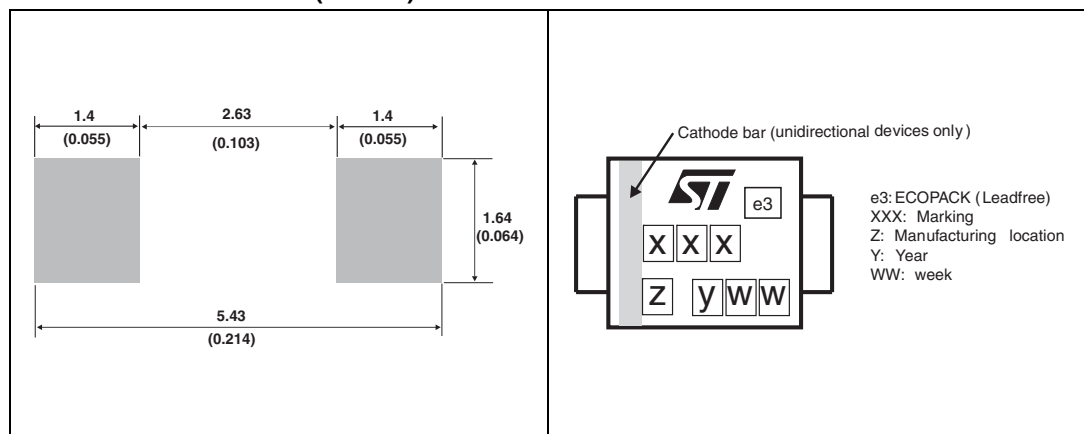 1.4
(0.055)
2.63
(0.103)
1.4
(0.055)
1.64
(0.064)
5.43
(0.214)
Cathode bar (unidirectional devices only)
ST
e3
x x x
z y w w
e3: ECOPACK (Leadfree)
XXX: Marking
Z: Manufacturing location
Y: Year
WW: week